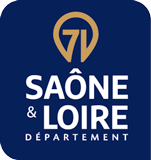 71
SAÔNE
& LOIRE
DÉPARTEMENT